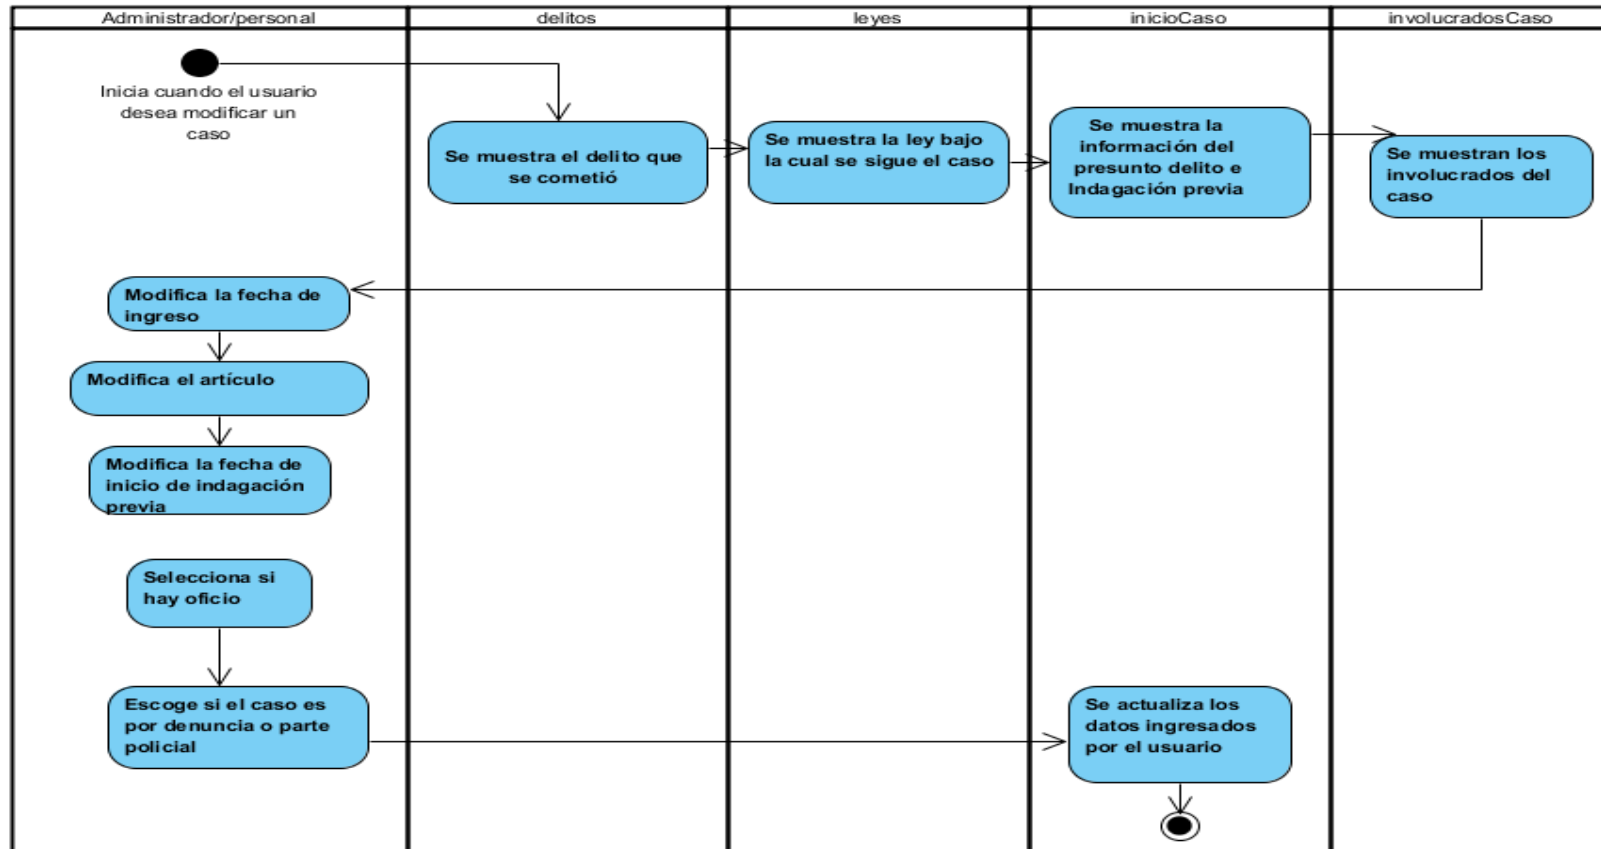 Administrador/personal
delitos
leyes
inicioCaso
involucradosCaso
Inicia cuando el usuario
desea modificar un
caso
Se muestra el delito que
se cometió
Se muestra la ley bajo
la cual se sigue el caso
Se muestra la
información del
presunto delito e
Indagación previa
Se muestran los
involucrados del
caso
Modifica la fecha de
ingreso
Modifica el artículo
Modifica la fecha de
inicio de indagación
previa
Selecciona si
hay oficio
Escoge si el caso es
por denuncia o parte
policial
Se actualiza los
datos ingresados
por el usuario